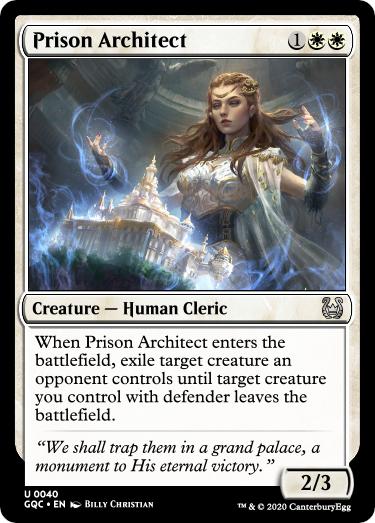 Prison Architect 1
Creature — Human Cleric
When Prison Architect enters the
battlefield, exile target creature an
opponent controls until target creature
you control with defender leaves the
battlefield.
“We shall trap them in a grand palace, a
monument to His eternal victory.”
2/3
U 0040
GQC • EN Billy Christian
™ & © 2020 CanterburyEgg